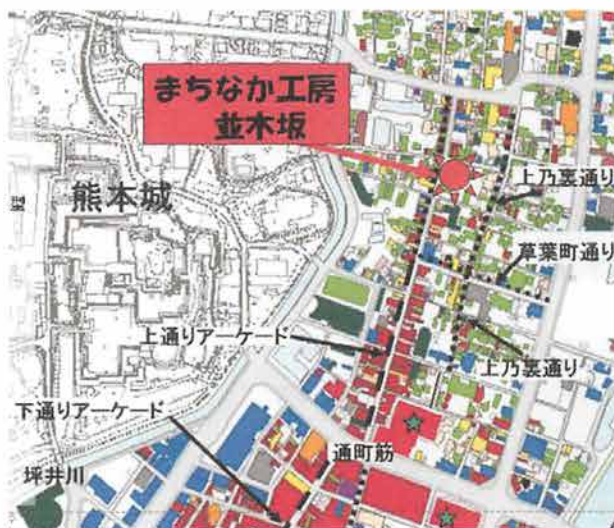 まちなか工房
並木坂
熊本城
上乃裏通り
草葉町通り
上通りアーケード
上乃裏通り
下通りアーケード
通町筋
坪井川